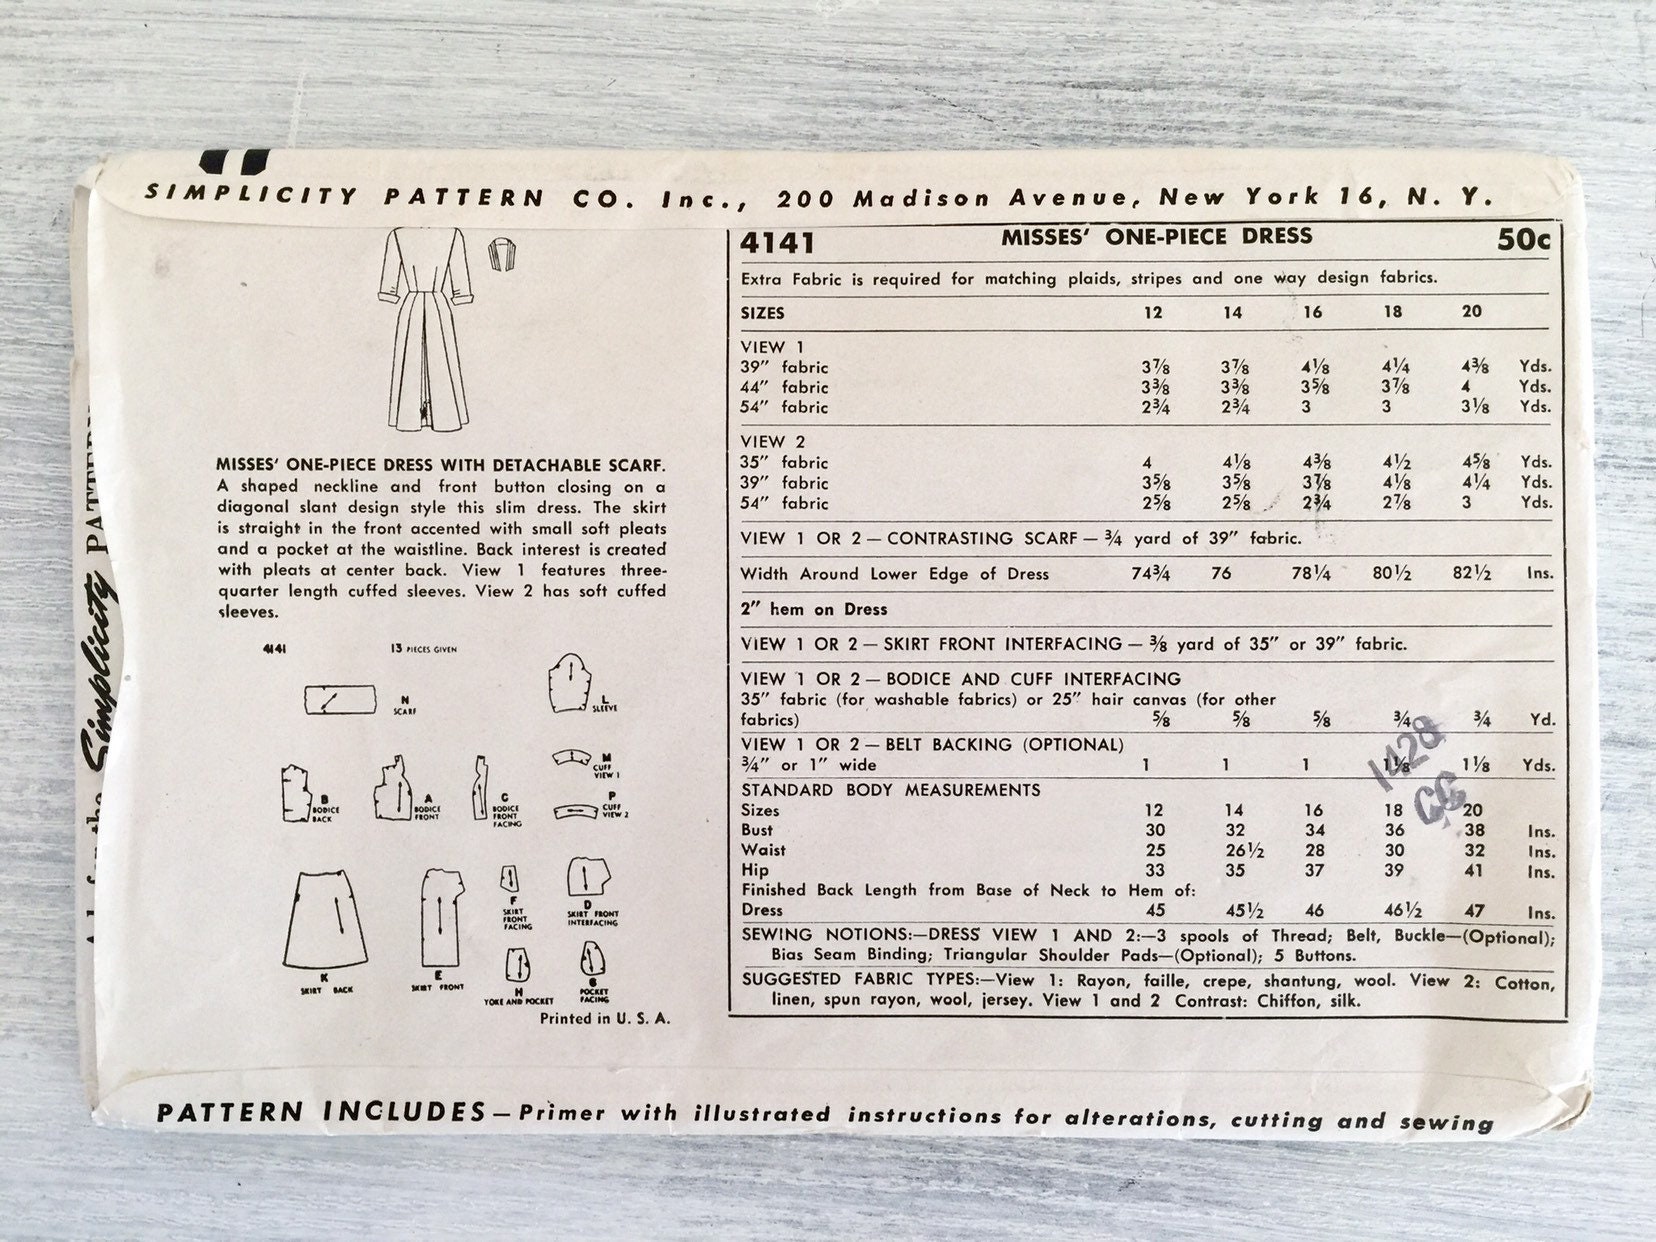 SIMPLICITY PATTERN CO. Inc., 200 Madison Avenue, New York 16, N. Y.
MISSES' ONE-PIECE DRESS WITH DETACHABLE SCARF.
A shaped neckline and front button closing on a
diagonal slant design style this slim dress. The skirt
is straight in the front accented with small soft pleats
and a pocket at the waistline. Back interest is created
with pleats at center back. View 1 features three-
quarter length cuffed sleeves. View 2 has soft cuffed
sleeves.
4141 13 PIECES GIVEN
N
SCARF
L
SLEEVE
B
BODICE
BACK
A
BODICE
FRONT
C
BODICE
FRONT
FACING
M
CUFF
VIEW 1
P
CUFF
VIEW 2
K
SKIRT BACK
E
SKIRT FRONT
F
SKIRT
FRONT
FACING
D
SKIRT FRONT
INTERFACING
H
YOKE AND POCKET
G
POCKET
FACING
Printed in U. S. A.
4141 MISSES' ONE-PIECE DRESS 50c
Extra Fabric is required for matching plaids, stripes and one way design fabrics.
SIZES 12 14 16 18 20
VIEW 1
39" fabric 3⅞ 3⅞ 4⅛ 4¼ 4⅜ Yds.
44" fabric 3⅜ 3⅜ 3⅝ 3⅞ 4 Yds.
54" fabric 2¾ 2¾ 3 3 3⅛ Yds.
VIEW 2
35" fabric 4 4⅛ 4⅜ 4½ 4⅝ Yds.
39" fabric 3⅝ 3⅝ 3⅞ 4⅛ 4¼ Yds.
54" fabric 2⅝ 2⅝ 2¾ 2⅞ 3 Yds.
VIEW 1 OR 2 — CONTRASTING SCARF — ¾ yard of 39" fabric.
Width Around Lower Edge of Dress 74¾ 76 78¼ 80½ 82½ Ins.
2" hem on Dress
VIEW 1 OR 2 — SKIRT FRONT INTERFACING — ⅜ yard of 35" or 39" fabric.
VIEW 1 OR 2 — BODICE AND CUFF INTERFACING
35" fabric (for washable fabrics) or 25" hair canvas (for other
fabrics) ⅝ ⅝ ⅝ ¾ ¾ Yd.
VIEW 1 OR 2 — BELT BACKING (OPTIONAL)
¾" or 1" wide 1 1 1 1⅛ 1⅛ Yds.
1428
GG
STANDARD BODY MEASUREMENTS
Sizes 12 14 16 18 20
Bust 30 32 34 36 38 Ins.
Waist 25 26½ 28 30 32 Ins.
Hip 33 35 37 39 41 Ins.
Finished Back Length from Base of Neck to Hem of:
Dress 45 45½ 46 46½ 47 Ins.
SEWING NOTIONS:—DRESS VIEW 1 AND 2:—3 spools of Thread; Belt, Buckle—(Optional);
Bias Seam Binding; Triangular Shoulder Pads—(Optional); 5 Buttons.
SUGGESTED FABRIC TYPES:—View 1: Rayon, faille, crepe, shantung, wool. View 2: Cotton,
linen, spun rayon, wool, jersey. View 1 and 2 Contrast: Chiffon, silk.
PATTERN INCLUDES — Primer with illustrated instructions for alterations, cutting and sewing
for the Simplicity PATTERN